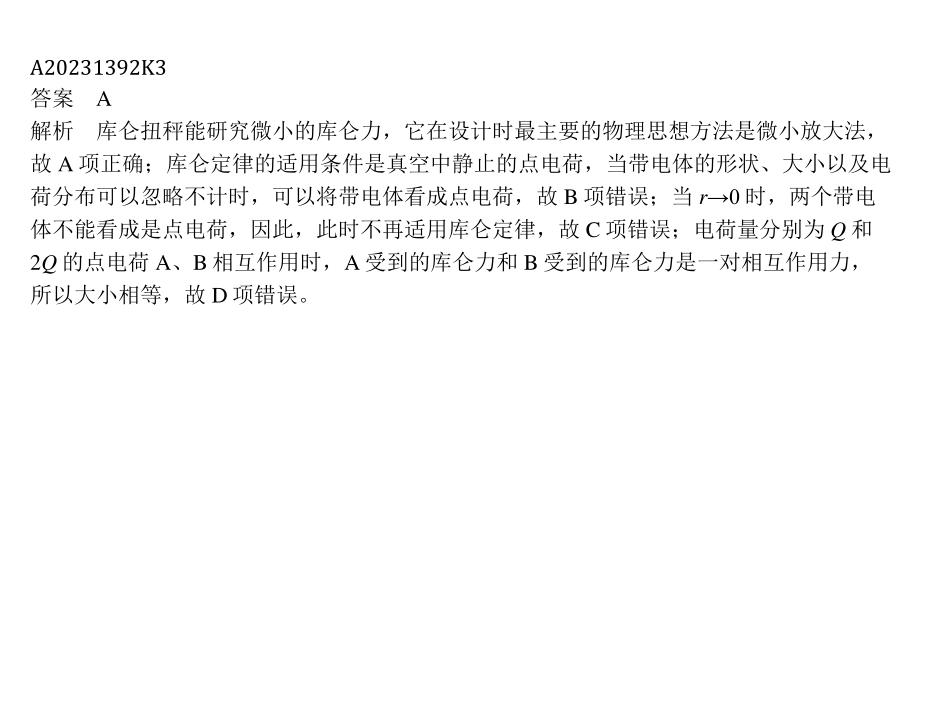 A20231392K3
答案 A
解析 库仑扭秤能研究微小的库仑力，它在设计时最主要的物理思想方法是微小放大法，
故 A 项正确；库仑定律的适用条件是真空中静止的点电荷，当带电体的形状、大小以及电
荷分布可以忽略不计时，可以将带电体看成点电荷，故 B 项错误；当 r→0 时，两个带电
体不能看成是点电荷，因此，此时不再适用库仑定律，故 C 项错误；电荷量分别为 Q 和
2Q 的点电荷 A、B 相互作用时，A 受到的库仑力和 B 受到的库仑力是一对相互作用力，
所以大小相等，故 D 项错误。